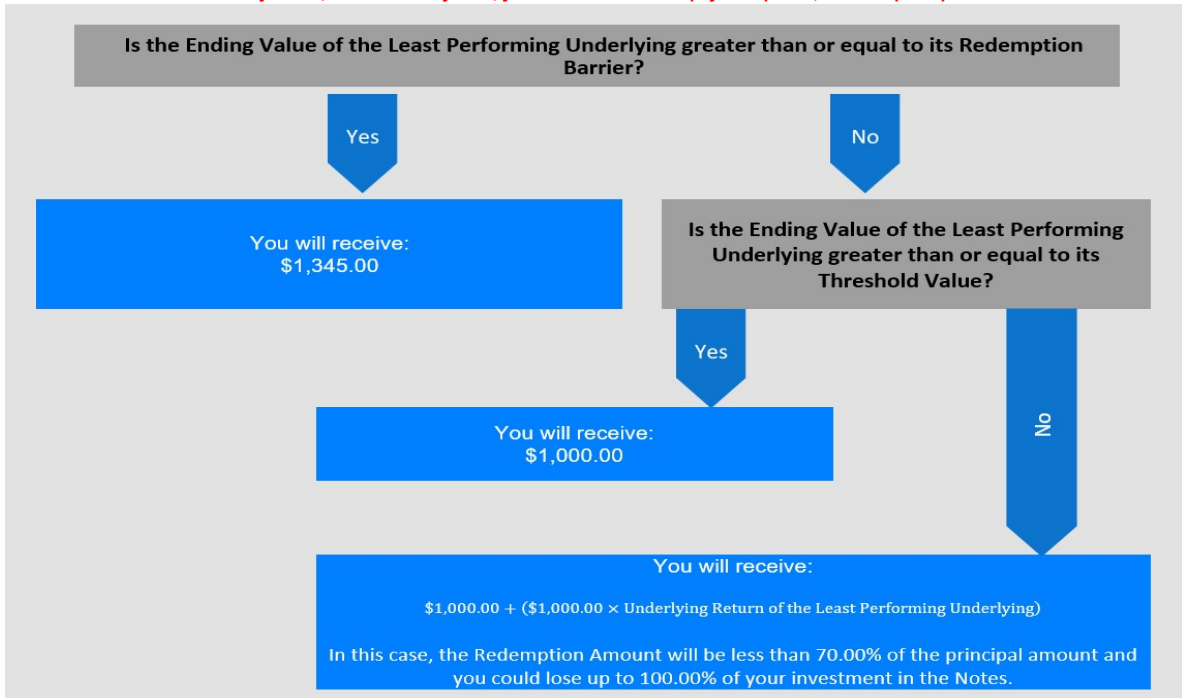 Is the Ending Value of the Least Performing Underlying greater than or equal to its Redemption
Barrier?
Yes
No
You will receive:
$1,345.00
Is the Ending Value of the Least Performing
Underlying greater than or equal to its
Threshold Value?
Yes
No
You will receive:
$1,000.00
You will receive:
$1,000.00 + ($1,000.00 × Underlying Return of the Least Performing Underlying)
In this case, the Redemption Amount will be less than 70.00% of the principal amount and
you could lose up to 100.00% of your investment in the Notes.